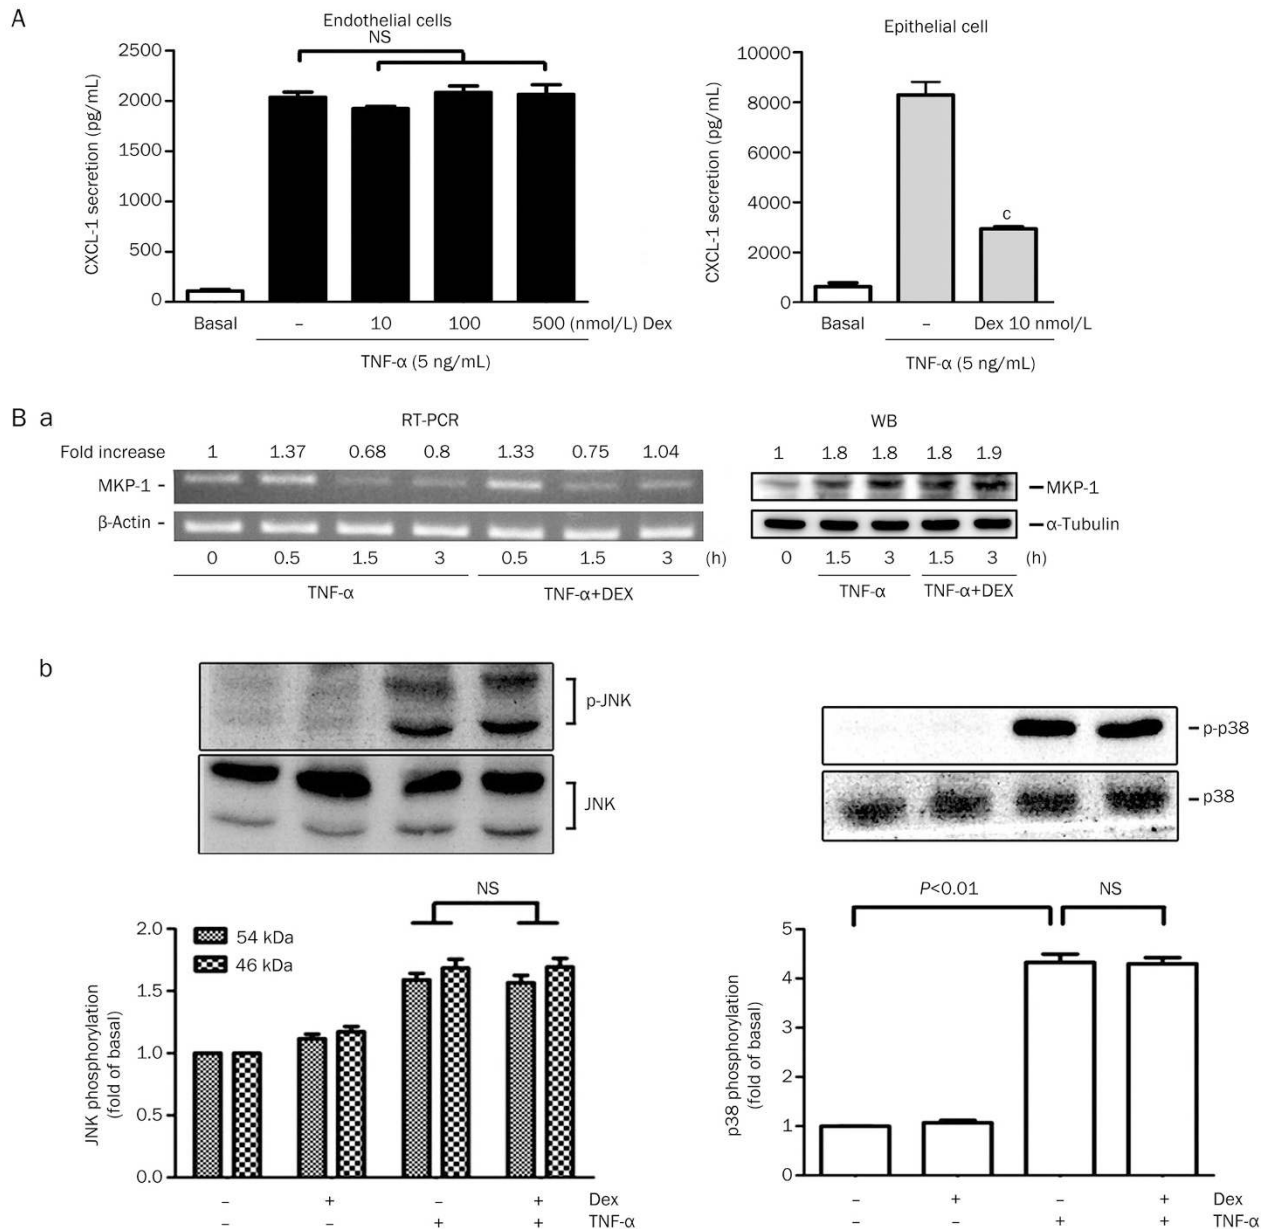 A
Endothelial cells
NS
CXCL-1 secretion (pg/mL)
2500
2000
1500
1000
500
0
Basal – 10 100 500 (nmol/L) Dex
TNF-α (5 ng/mL)
Epithelial cell
CXCL-1 secretion (pg/mL)
10000
8000
6000
4000
2000
0
c
Basal – Dex 10 nmol/L
TNF-α (5 ng/mL)
B a
RT-PCR
Fold increase 1 1.37 0.68 0.8 1.33 0.75 1.04
MKP-1 -
β-Actin -
0 0.5 1.5 3 0.5 1.5 3 (h)
TNF-α TNF-α+DEX
WB
1 1.8 1.8 1.8 1.9
MKP-1
α-Tubulin
0 1.5 3 1.5 3 (h)
TNF-α TNF-α+DEX
b
p-JNK
JNK
NS
JNK phosphorylation
(fold of basal)
2.0
1.5
1.0
0.5
0.0
54 kDa
46 kDa
– + – + Dex
– – + + TNF-α
p-p38
p38
P<0.01 NS
p38 phosphorylation
(fold of basal)
5
4
3
2
1
0
– + – + Dex
– – + + TNF-α